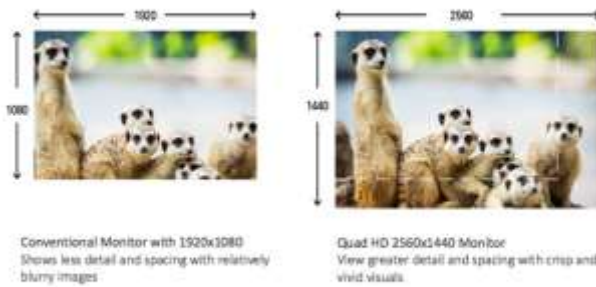 1920
1080
Conventional Monitor with 1920x1080
Shows less detail and spacing with relatively
blurry images
2560
1440
Quad HD 2560x1440 Monitor
View greater detail and spacing with crisp and
vivid visuals